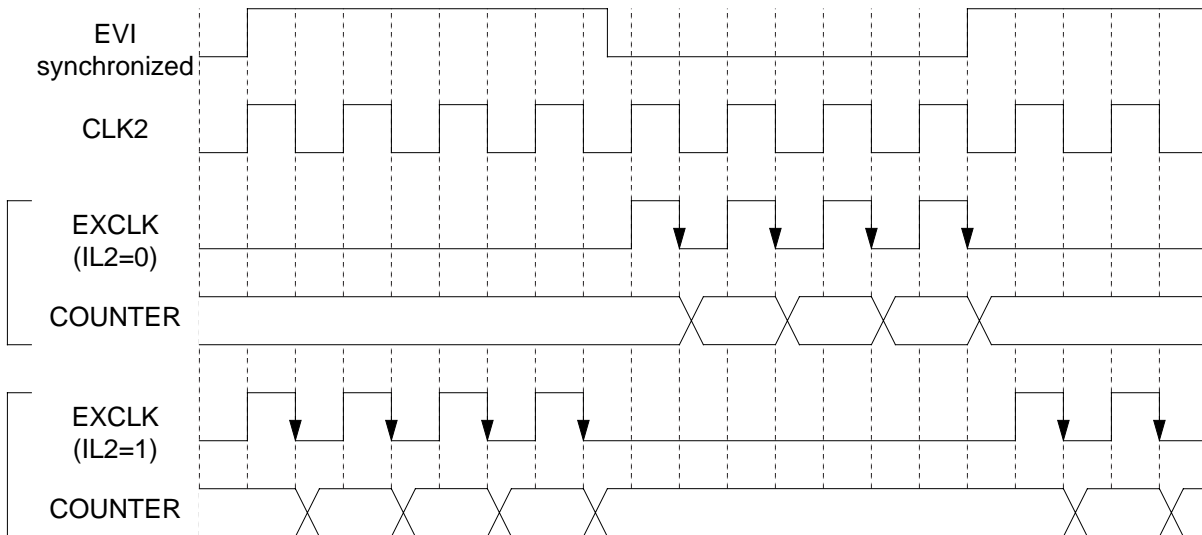 EVI
synchronized
CLK2
EXCLK
(IL2=0)
COUNTER
EXCLK
(IL2=1)
COUNTER